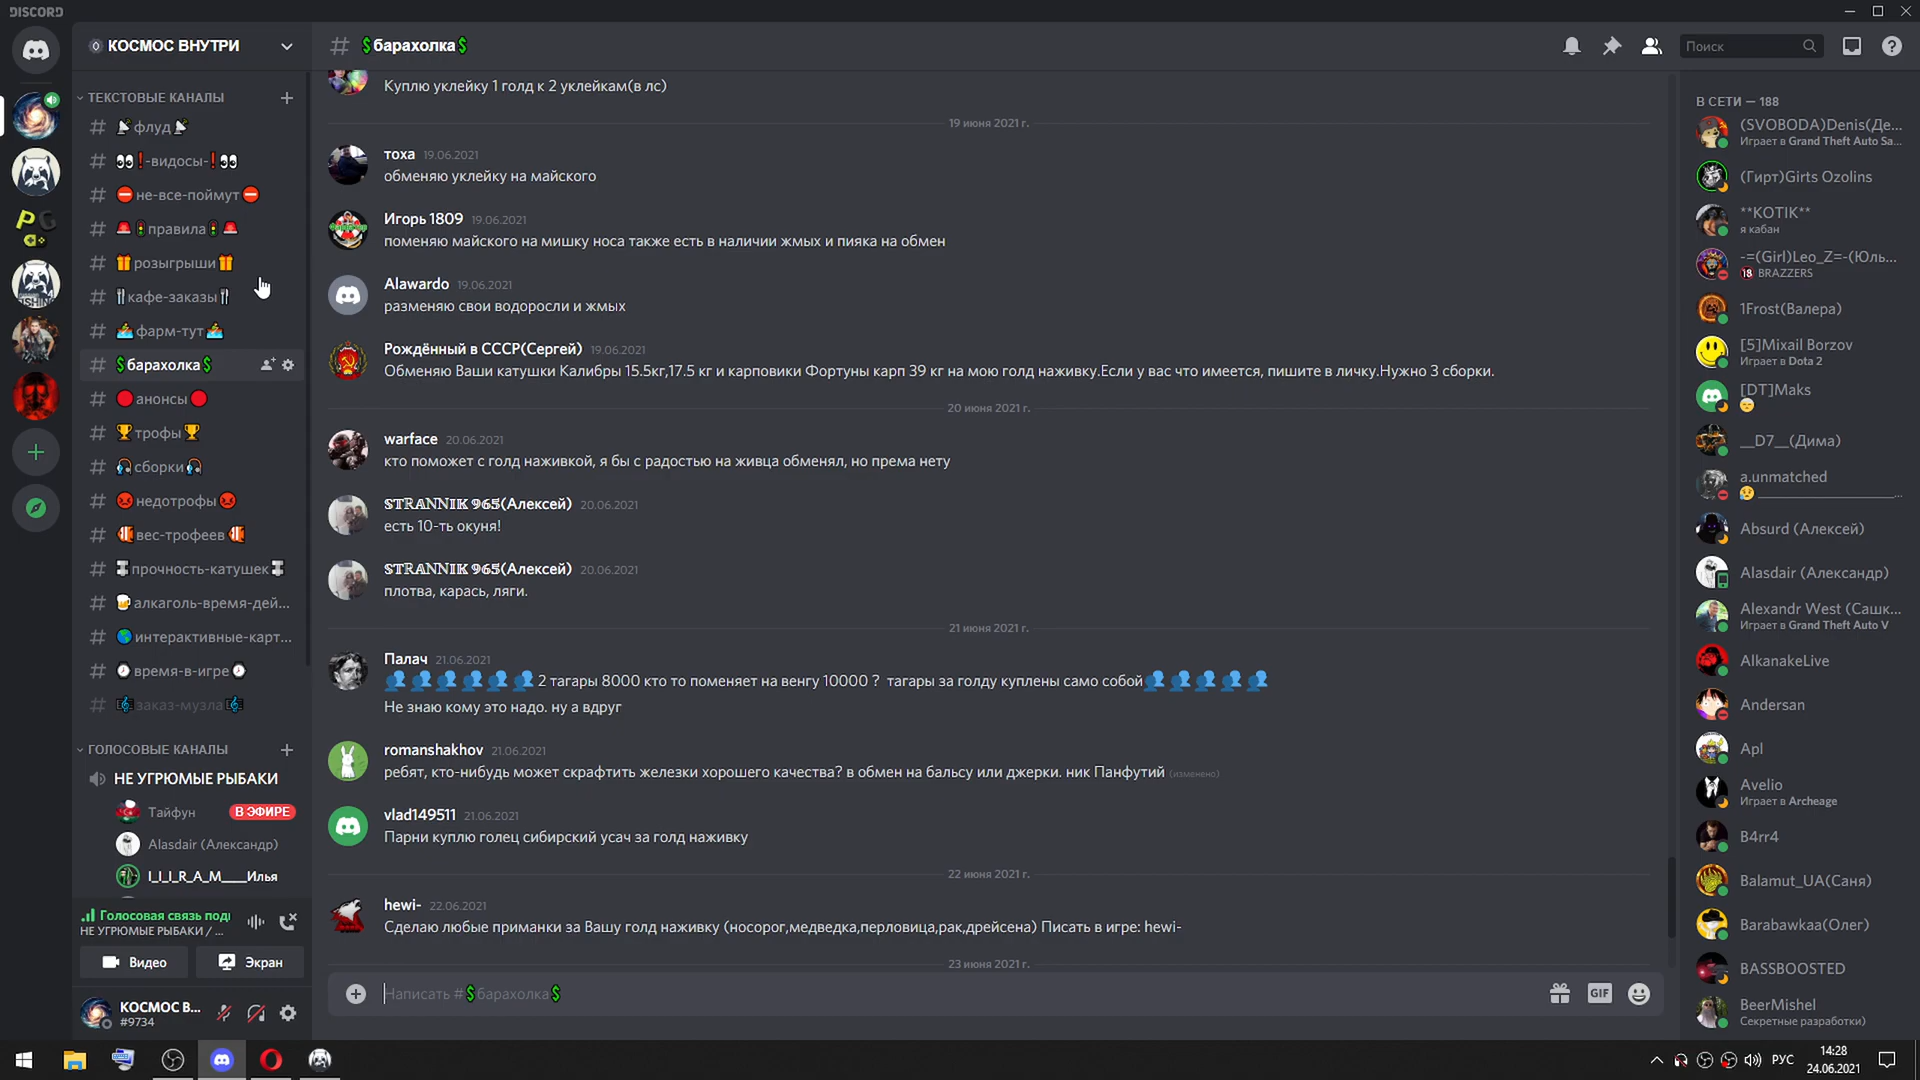 DISCORD
КОСМОС ВНУТРИ
ТЕКСТОВЫЕ КАНАЛЫ
флуд
-видосы-
не-все-поймут
правила
розыгрыши
кафе-заказы
фарм-тут
$барахолка$
анонсы
трофы
сборки
недотрофы
вес-трофеев
прочность-катушек
алкаголь-время-дей...
интерактивные-карт...
время-в-игре
заказ-музла
ГОЛОСОВЫЕ КАНАЛЫ
НЕ УГРЮМЫЕ РЫБАКИ
Тайфун В ЭФИРЕ
Alasdair (Александр)
I_I_I_R_A_M____Илья
Голосовая связь под
НЕ УГРЮМЫЕ РЫБАКИ / ...
Видео Экран
КОСМОС В...
#9734
# $барахолка$
Поиск
Куплю уклейку 1 голд к 2 уклейкам(в лс)
19 июня 2021 г.
тоха 19.06.2021
обменяю уклейку на майского
Игорь 1809 19.06.2021
поменяю майского на мишку носа также есть в наличии жмых и пияка на обмен
Alawardo 19.06.2021
разменяю свои водоросли и жмых
Рождённый в СССР(Сергей) 19.06.2021
Обменяю Ваши катушки Калибры 15.5кг,17.5 кг и карповики Фортуны карп 39 кг на мою голд наживку.Если у вас что имеется, пишите в личку.Нужно 3 сборки.
20 июня 2021 г.
warface 20.06.2021
кто поможет с голд наживкой, я бы с радостью на живца обменял, но према нету
STRANNIK 965(Алексей) 20.06.2021
есть 10-ть окуня!
STRANNIK 965(Алексей) 20.06.2021
плотва, карась, ляги.
21 июня 2021 г.
Палач 21.06.2021
2 тагары 8000 кто то поменяет на венгу 10000 ? тагары за голду куплены само собой
Не знаю кому это надо. ну а вдруг
romanshakhov 21.06.2021
ребят, кто-нибудь может скрафтить железки хорошего качества? в обмен на бальсу или джерки. ник Панфутий (изменено)
vlad149511 21.06.2021
Парни куплю голец сибирский усач за голд наживку
22 июня 2021 г.
hewi- 22.06.2021
Сделаю любые приманки за Вашу голд наживку (носорог,медведка,перловица,рак,дрейсена) Писать в игре: hewi-
23 июня 2021 г.
Написать #$барахолка$
GIF
В СЕТИ — 188
(SVOBODA)Denis(Де...
Играет в Grand Theft Auto Sa...
(Гирт)Girts Ozolins
**KOTIK**
я кабан
-=(Girl)Leo_Z=-(Юль...
18 BRAZZERS
1Frost(Валера)
[5]Mixail Borzov
Играет в Dota 2
[DT]Maks
__D7__(Дима)
a.unmatched
Absurd (Алексей)
Alasdair (Александр)
Alexandr West (Сашк...
Играет в Grand Theft Auto V
AlkanakeLive
Andersan
Apl
Avelio
Играет в Archeage
B4rr4
Balamut_UA(Саня)
Barabawkaa(Олег)
BASSBOOSTED
BeerMishel
Секретные разработки)
РУС
14:28
24.06.2021